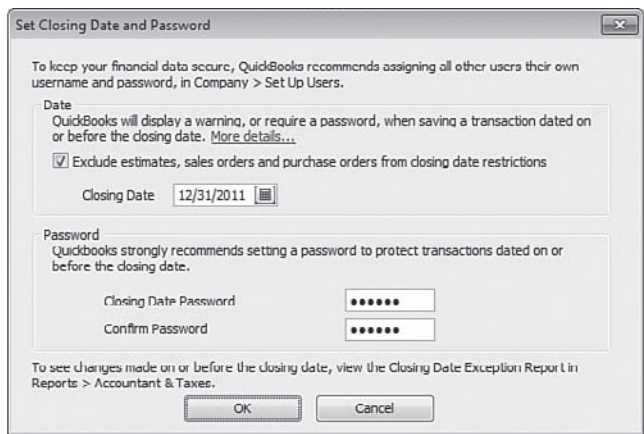 Set Closing Date and Password
To keep your financial data secure, QuickBooks recommends assigning all other users their own
username and password, in Company > Set Up Users.
Date
QuickBooks will display a warning, or require a password, when saving a transaction dated on
or before the closing date. More details...
Exclude estimates, sales orders and purchase orders from closing date restrictions
Closing Date 12/31/2011
Password
Quickbooks strongly recommends setting a password to protect transactions dated on or
before the closing date.
Closing Date Password ••••••
Confirm Password ••••••
To see changes made on or before the closing date, view the Closing Date Exception Report in
Reports > Accountant & Taxes.
OK Cancel